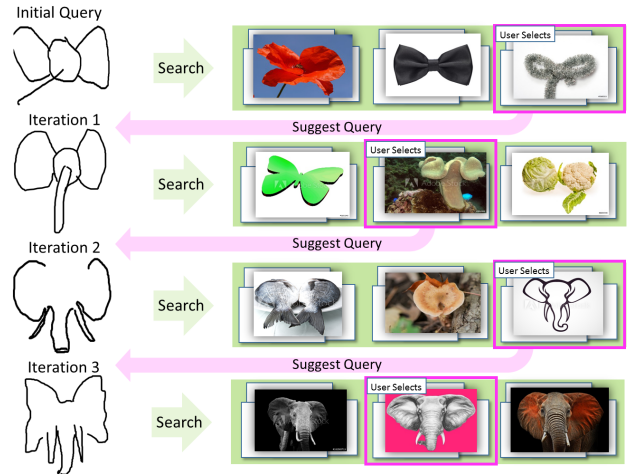 Initial Query
Search
User Selects
Suggest Query
Iteration 1
Search
User Selects
Suggest Query
Iteration 2
Search
User Selects
Suggest Query
Iteration 3
Search
User Selects